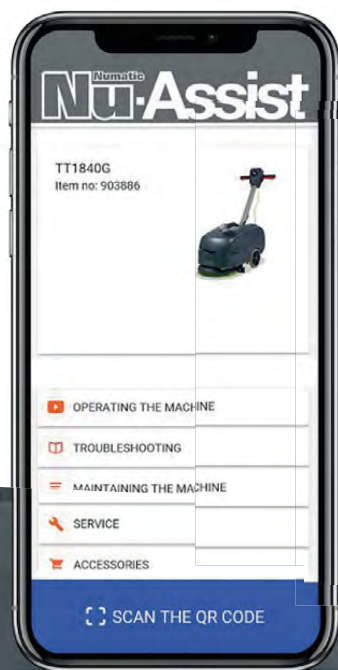 Numatic
Nu-Assist
TT1840G
Item no: 903886
OPERATING THE MACHINE
TROUBLESHOOTING
MAINTAINING THE MACHINE
SERVICE
ACCESSORIES
SCAN THE QR CODE